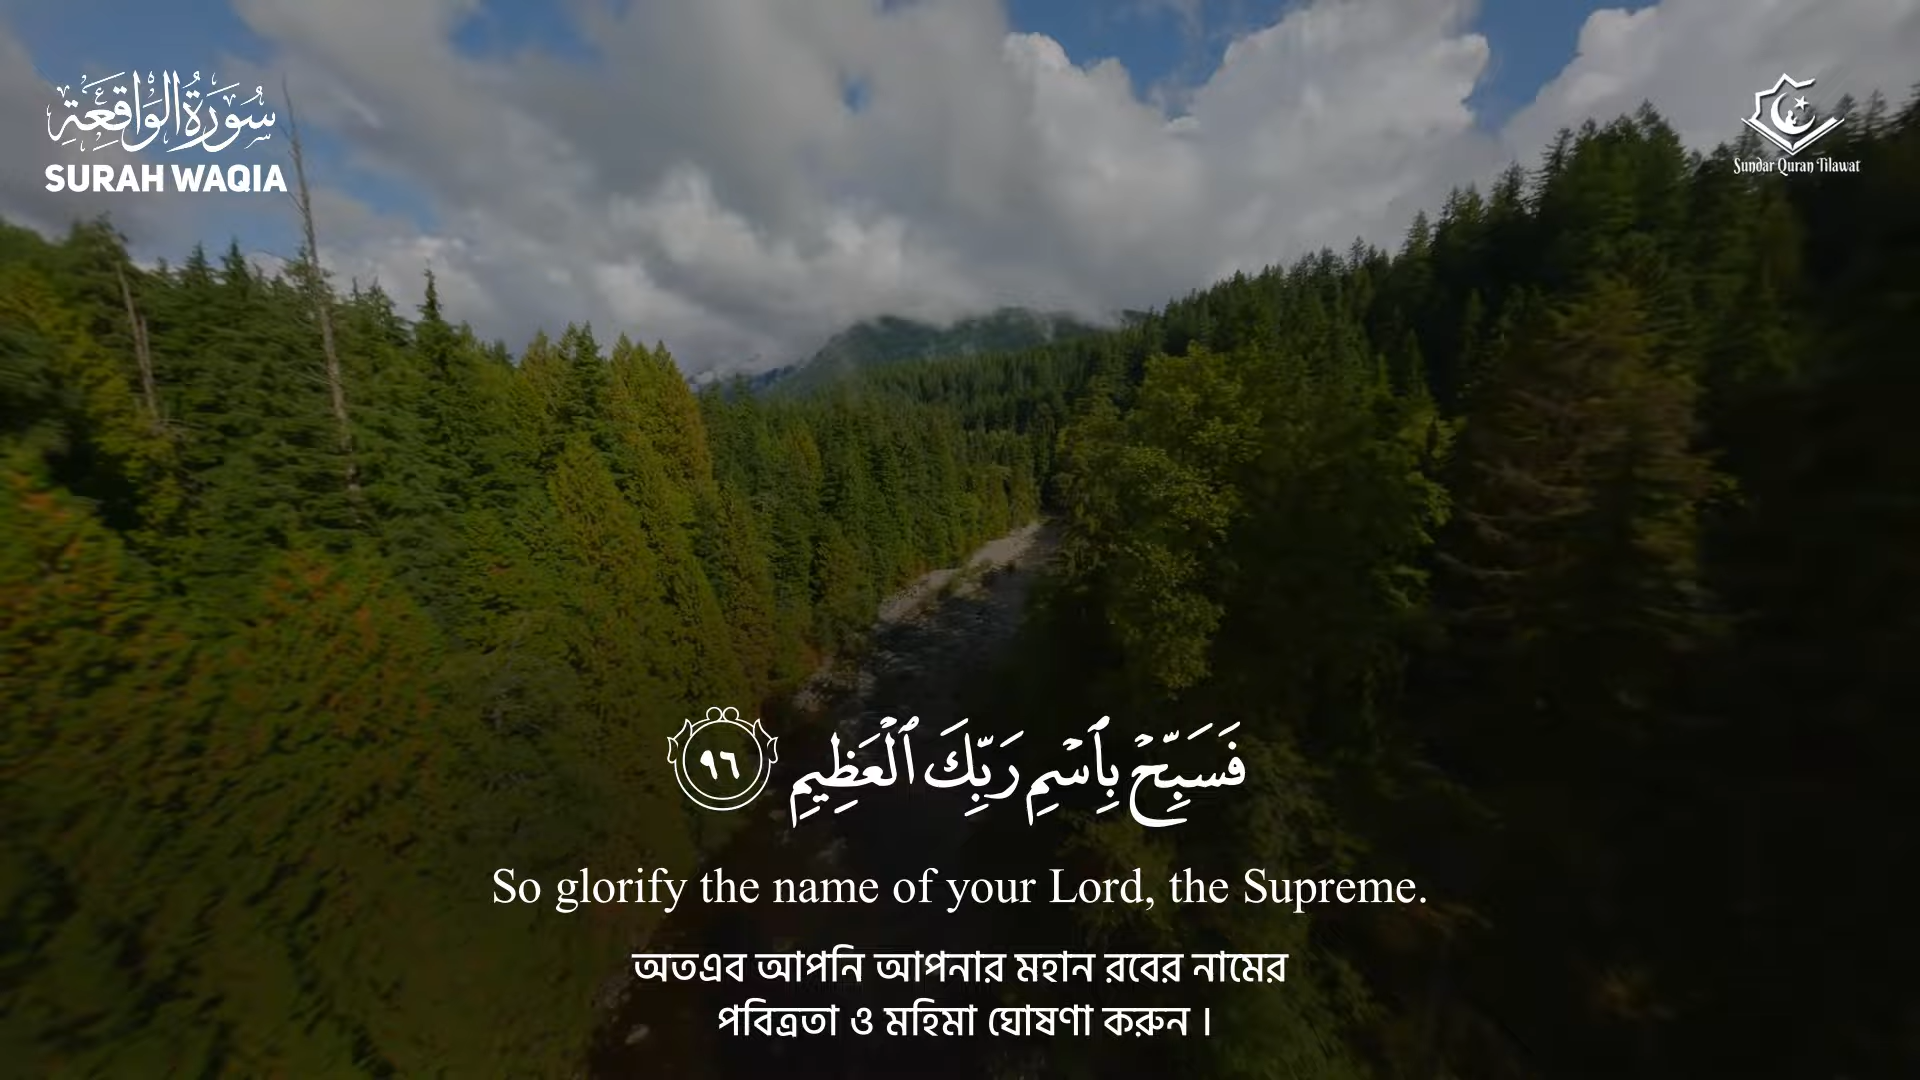 سُورَةُ الْوَاقِعَةِ
SURAH WAQIA
Sundar Quran Tilawat
فَسَبِّحۡ بِٱسۡمِ رَبِّكَ ٱلۡعَظِيمِ ٩٦
So glorify the name of your Lord, the Supreme.
অতএব আপনি আপনার মহান রবের নামের
পবিত্রতা ও মহিমা ঘোষণা করুন ।